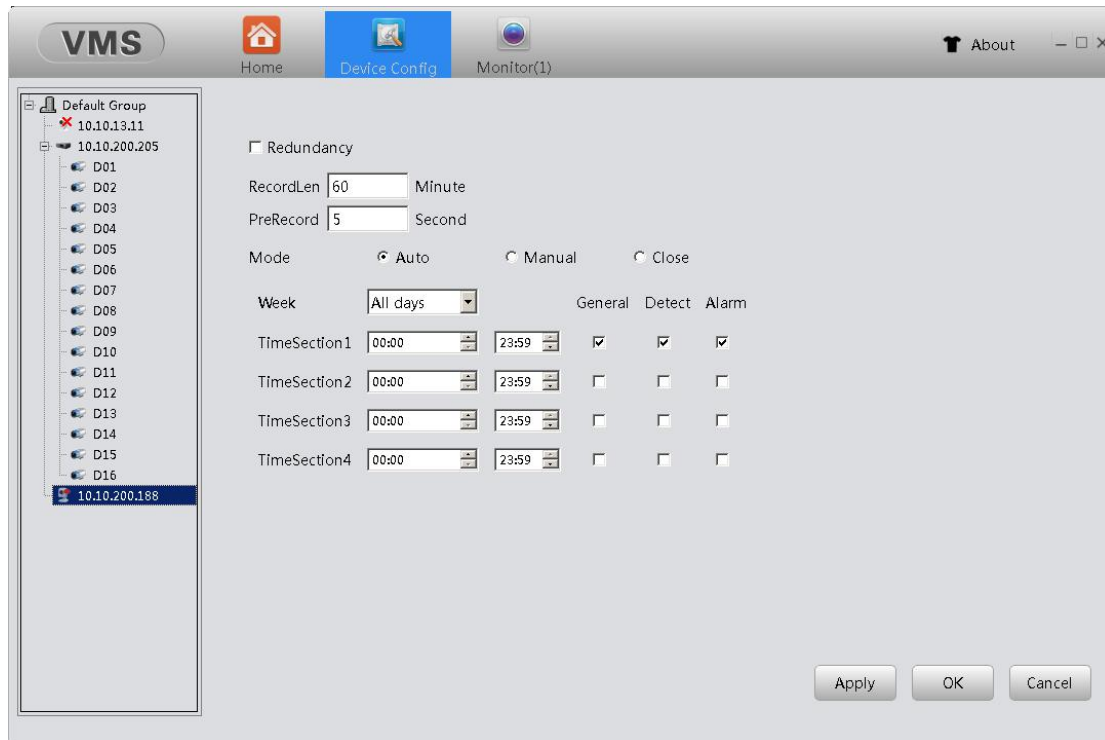 VMS
Home
Device Config
Monitor(1)
About
Default Group
10.10.13.11
10.10.200.205
D01
D02
D03
D04
D05
D06
D07
D08
D09
D10
D11
D12
D13
D14
D15
D16
10.10.200.188
Redundancy
RecordLen 60 Minute
PreRecord 5 Second
Mode Auto Manual Close
Week All days General Detect Alarm
TimeSection1 00:00 23:59
TimeSection2 00:00 23:59
TimeSection3 00:00 23:59
TimeSection4 00:00 23:59
Apply OK Cancel